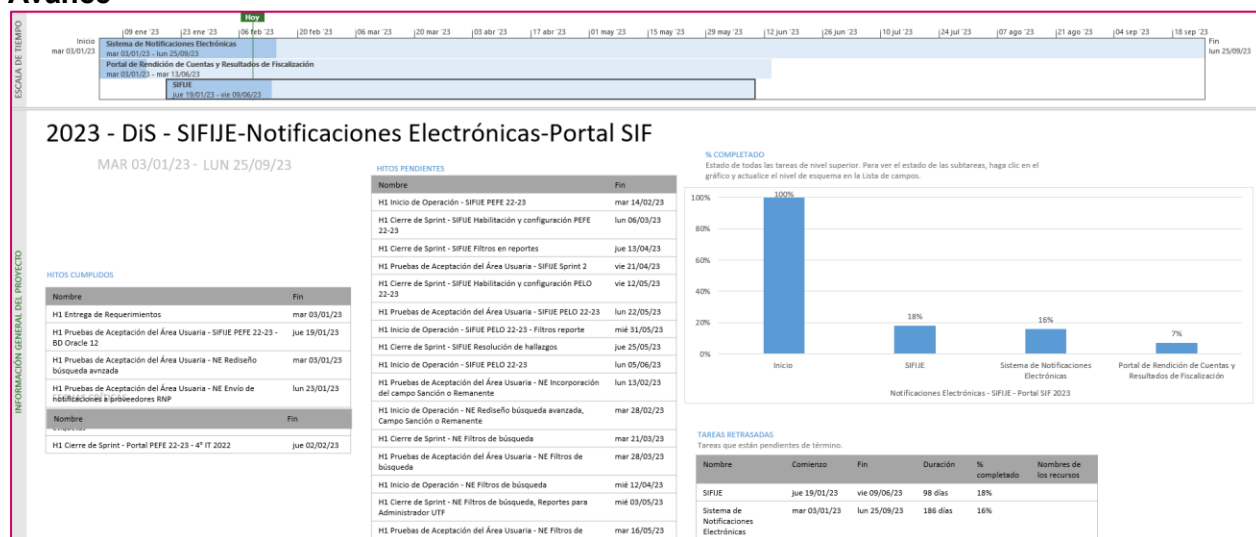 Avance
ESCALA DE TIEMPO
Hoy
09 ene '23
23 ene '23
06 feb '23
20 feb '23
06 mar '23
20 mar '23
03 abr '23
17 abr '23
01 may '23
15 may '23
29 may '23
12 jun '23
26 jun '23
10 jul '23
24 jul '23
07 ago '23
21 ago '23
04 sep '23
18 sep '23
Inicio
mar 03/01/23
Sistema de Notificaciones Electrónicas
mar 03/01/23 - lun 25/09/23
Portal de Rendición de Cuentas y Resultados de Fiscalización
mar 03/01/23 - mar 13/06/23
SIFIJE
jue 19/01/23 - vie 09/06/23
Fin
lun 25/09/23
INFORMACIÓN GENERAL DEL PROYECTO
2023 - DiS - SIFIJE-Notificaciones Electrónicas-Portal SIF
MAR 03/01/23 - LUN 25/09/23
HITOS CUMPLIDOS
Nombre Fin
H1 Entrega de Requerimientos mar 03/01/23
H1 Pruebas de Aceptación del Área Usuaria - SIFIJE PEFE 22-23 - jue 19/01/23
BD Oracle 12
H1 Pruebas de Aceptación del Área Usuaria - NE Rediseño mar 03/01/23
búsqueda avnzada
H1 Pruebas de Aceptación del Área Usuaria - NE Envío de lun 23/01/23
notificaciones a proveedores RNP
Nombre Fin
H1 Cierre de Sprint - Portal PEFE 22-23 - 4° IT 2022 jue 02/02/23
HITOS PENDIENTES
Nombre Fin
H1 Inicio de Operación - SIFIJE PEFE 22-23 mar 14/02/23
H1 Cierre de Sprint - SIFIJE Habilitación y configuración PEFE lun 06/03/23
22-23
H1 Cierre de Sprint - SIFIJE Filtros en reportes jue 13/04/23
H1 Pruebas de Aceptación del Área Usuaria - SIFIJE Sprint 2 vie 21/04/23
H1 Cierre de Sprint - SIFIJE Habilitación y configuración PELO vie 12/05/23
22-23
H1 Pruebas de Aceptación del Área Usuaria - SIFIJE PELO 22-23 lun 22/05/23
H1 Inicio de Operación - SIFIJE PELO 22-23 - Filtros reporte mié 31/05/23
H1 Cierre de Sprint - SIFIJE Resolución de hallazgos jue 25/05/23
H1 Inicio de Operación - SIFIJE PELO 22-23 lun 05/06/23
H1 Pruebas de Aceptación del Área Usuaria - NE Incorporación lun 13/02/23
del campo Sanción o Remanente
H1 Inicio de Operación - NE Rediseño búsqueda avanzada, mar 28/02/23
Campo Sanción o Remanente
H1 Cierre de Sprint - NE Filtros de búsqueda mar 21/03/23
H1 Pruebas de Aceptación del Área Usuaria - NE Filtros de mar 28/03/23
búsqueda
H1 Inicio de Operación - NE Filtros de búsqueda mié 12/04/23
H1 Cierre de Sprint - NE Filtros de búsqueda, Reportes para mié 03/05/23
Administrador UTF
H1 Pruebas de Aceptación del Área Usuaria - NE Filtros de mar 16/05/23
% COMPLETADO
Estado de todas las tareas de nivel superior. Para ver el estado de las subtareas, haga clic en el
gráfico y actualice el nivel de esquema en la Lista de campos.
100%
80%
60%
40%
20%
0%
100%
18%
16%
7%
Inicio
SIFIJE
Sistema de Notificaciones
Electrónicas
Portal de Rendición de Cuentas y
Resultados de Fiscalización
Notificaciones Electrónicas - SIFIJE - Portal SIF 2023
TAREAS RETRASADAS
Tareas que están pendientes de término.
Nombre Comienzo Fin Duración % completado Nombres de los recursos
SIFIJE jue 19/01/23 vie 09/06/23 98 días 18%
Sistema de mar 03/01/23 lun 25/09/23 186 días 16%
Notificaciones
Electrónicas